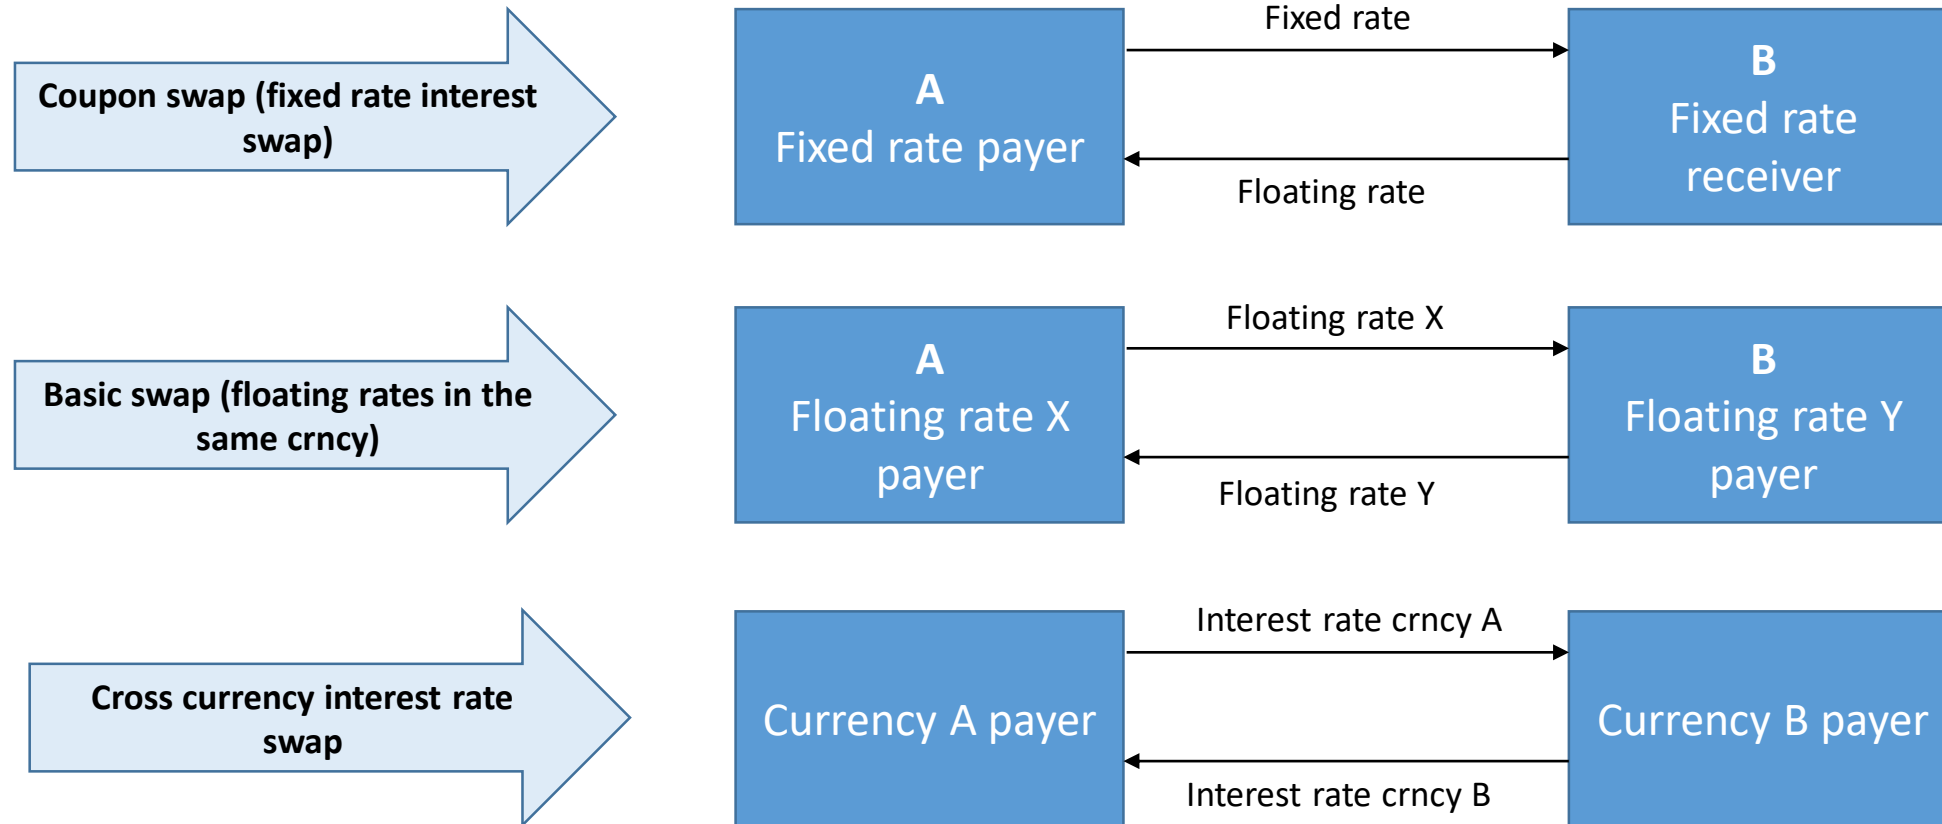 Coupon swap (fixed rate interest
swap)
A
Fixed rate payer
Fixed rate
Floating rate
B
Fixed rate
receiver
Basic swap (floating rates in the
same crncy)
A
Floating rate X
payer
Floating rate X
Floating rate Y
B
Floating rate Y
payer
Cross currency interest rate
swap
Currency A payer
Interest rate crncy A
Interest rate crncy B
Currency B payer